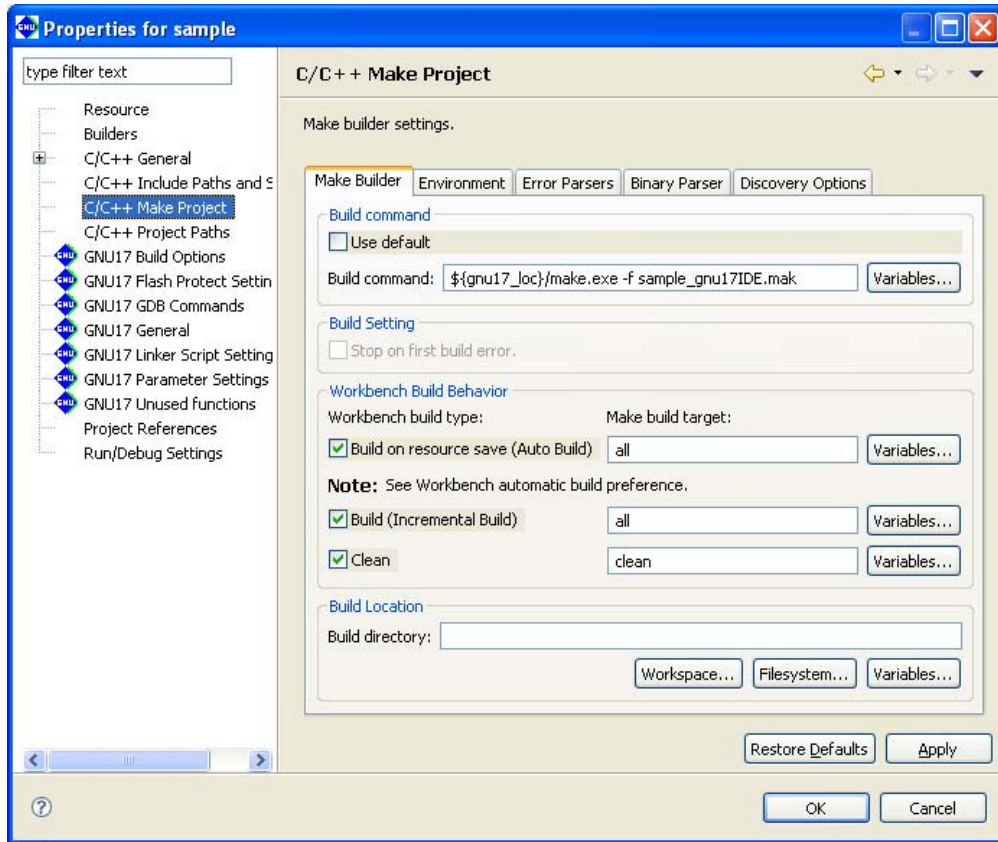 Properties for sample
type filter text
Resource
Builders
C/C++ General
C/C++ Include Paths and S
C/C++ Make Project
C/C++ Project Paths
GNU17 Build Options
GNU17 Flash Protect Settin
GNU17 GDB Commands
GNU17 General
GNU17 Linker Script Setting
GNU17 Parameter Settings
GNU17 Unused functions
Project References
Run/Debug Settings
C/C++ Make Project
Make builder settings.
Make Builder Environment Error Parsers Binary Parser Discovery Options
Build command
Use default
Build command: ${gnu17_loc}/make.exe -f sample_gnu17IDE.mak Variables...
Build Setting
Stop on first build error.
Workbench Build Behavior
Workbench build type: Make build target:
Build on resource save (Auto Build) all Variables...
Note: See Workbench automatic build preference.
Build (Incremental Build) all Variables...
Clean clean Variables...
Build Location
Build directory:
Workspace... Filesystem... Variables...
Restore Defaults Apply
OK Cancel